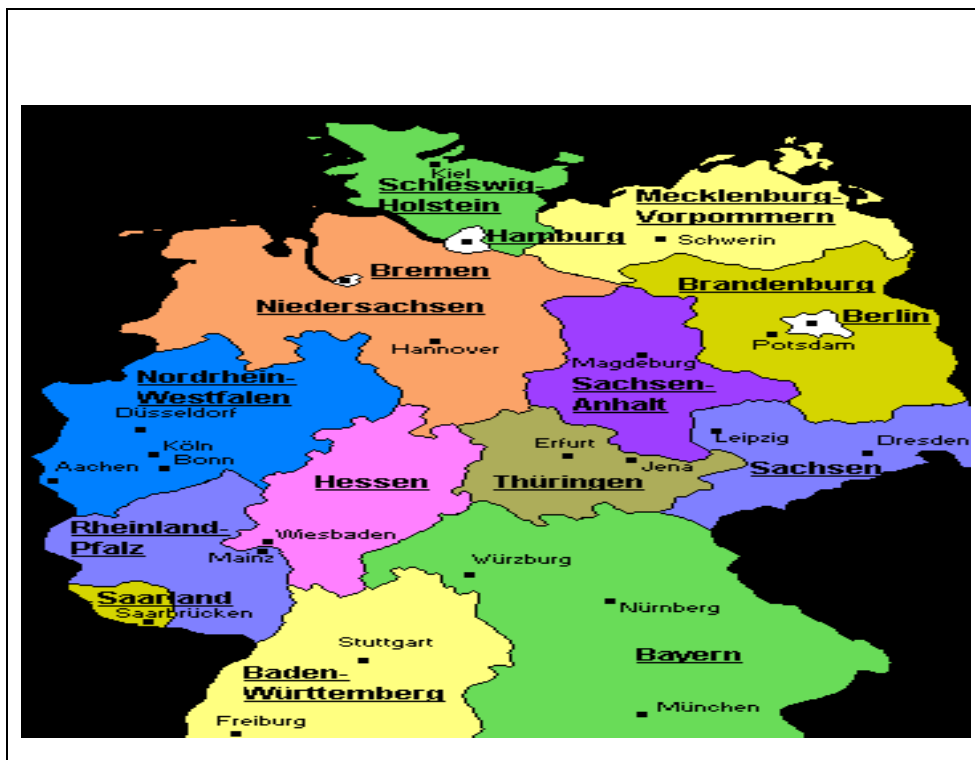 Kiel
Schleswig-
Holstein
Mecklenburg-
Vorpommern
Hamburg
Schwerin
Bremen
Brandenburg
Niedersachsen
Berlin
Hannover
Potsdam
Magdeburg
Nordrhein-
Westfalen
Sachsen-
Anhalt
Düsseldorf
Köln
Bonn
Aachen
Erfurt
Jena
Leipzig
Dresden
Sachsen
Hessen
Thüringen
Rheinland-
Pfalz
Wiesbaden
Mainz
Würzburg
Saarland
Saarbrücken
Nürnberg
Stuttgart
Bayern
Baden-
Württemberg
München
Freiburg